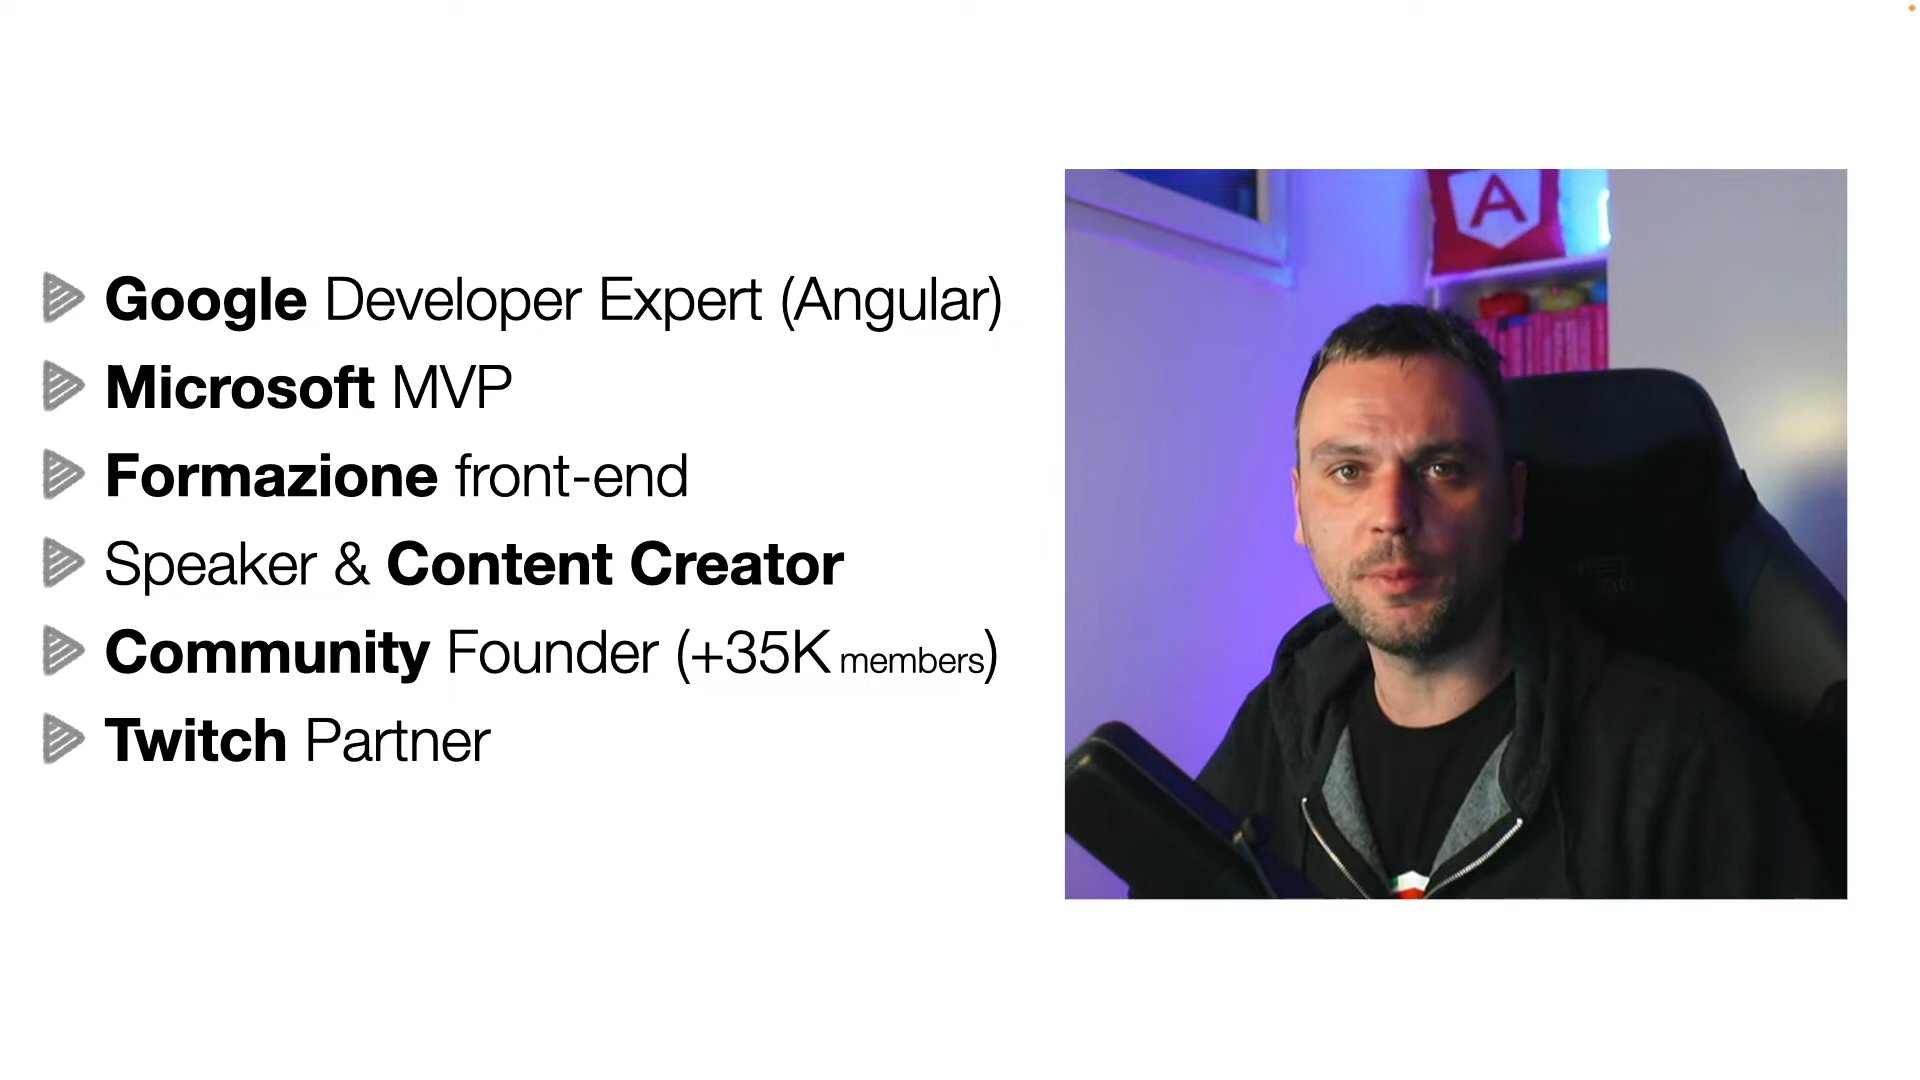 Google Developer Expert (Angular)
Microsoft MVP
Formazione front-end
Speaker & Content Creator
Community Founder (+35K members)
Twitch Partner
A